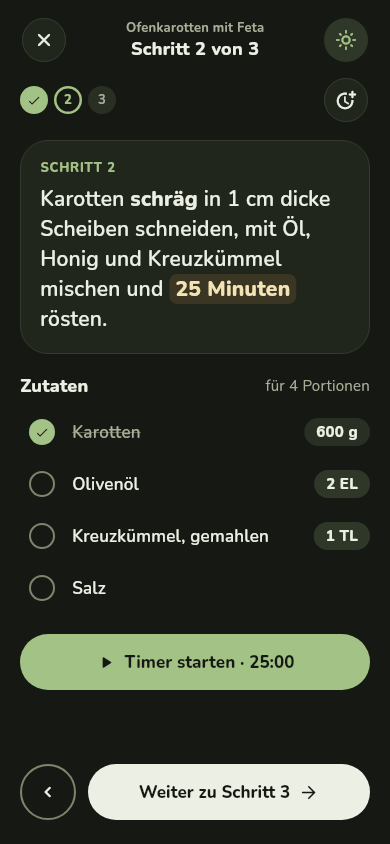 Ofenkarotten mit Feta
Schritt 2 von 3
2
3
SCHRITT 2
Karotten schräg in 1 cm dicke
Scheiben schneiden, mit Öl,
Honig und Kreuzkümmel
mischen und 25 Minuten
rösten.
Zutaten
für 4 Portionen
Karotten
600 g
Olivenöl
2 EL
Kreuzkümmel, gemahlen
1 TL
Salz
Timer starten · 25:00
Weiter zu Schritt 3 →